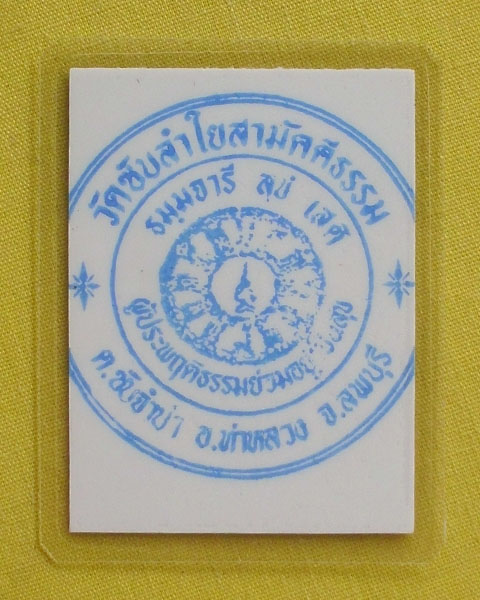 วัดซับลำใยสามัคคีธรรม
ธมฺมจารี สุขํ เสติ
ผู้ประพฤติธรรมย่อมอยู่เป็นสุข
ต.ซับจำปา อ.ท่าหลวง จ.ลพบุรี